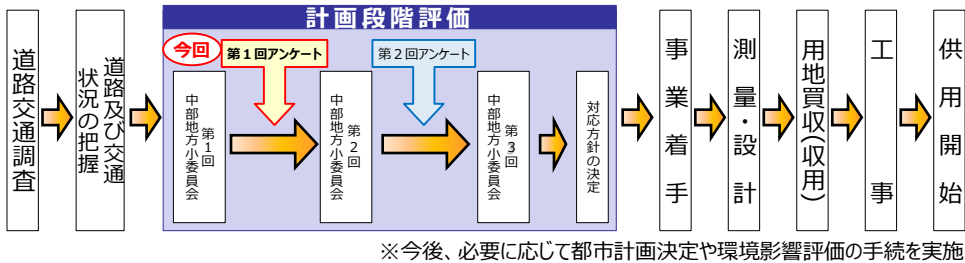 計画段階評価
道路交通調査
道路及び交通
状況の把握
今回
第1回アンケート
第2回アンケート
第1回
中部地方小委員会
第2回
中部地方小委員会
第3回
中部地方小委員会
対応方針の決定
事業着手
測量・設計
用地買収(収用)
工事
供用開始
※今後、必要に応じて都市計画決定や環境影響評価の手続を実施